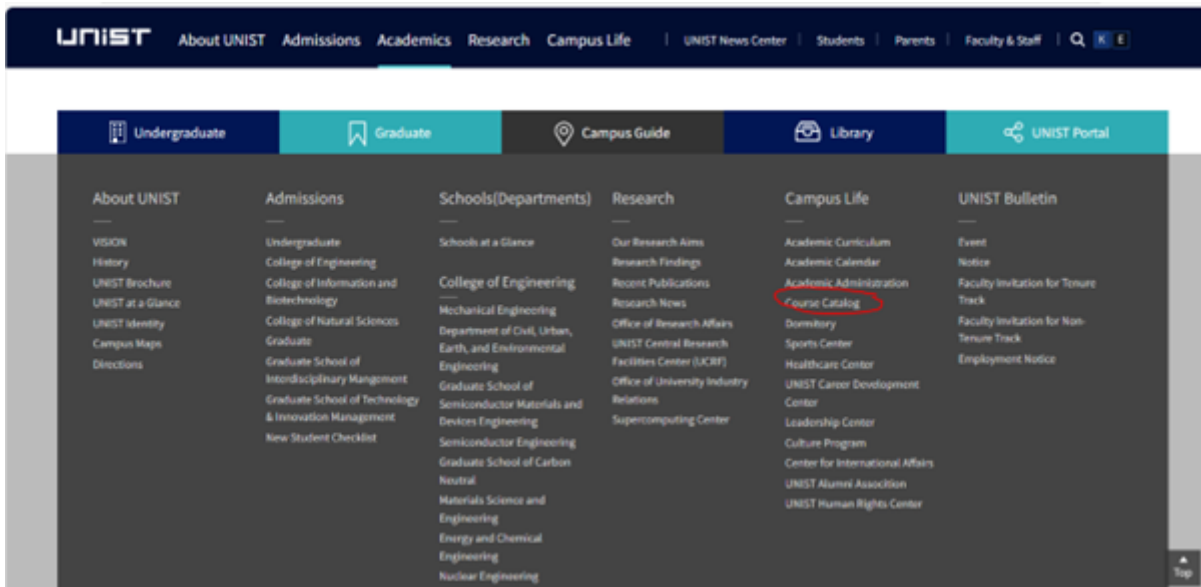 UNIST About UNIST Admissions Academics Research Campus Life UNIST News Center Students Parents Faculty & Staff K E
Undergraduate Graduate Campus Guide Library UNIST Portal
About UNIST
VISION
History
UNIST Brochure
UNIST at a Glance
UNIST Identity
Campus Maps
Directions
Admissions
Undergraduate
College of Engineering
College of Information and
Biotechnology
College of Natural Sciences
Graduate
Graduate School of
Interdisciplinary Mangement
Graduate School of Technology
& Innovation Management
New Student Checklist
Schools(Departments)
Schools at a Glance
College of Engineering
Mechanical Engineering
Department of Civil, Urban,
Earth, and Environmental
Engineering
Graduate School of
Semiconductor Materials and
Devices Engineering
Semiconductor Engineering
Graduate School of Carbon
Neutral
Materials Science and
Engineering
Energy and Chemical
Engineering
Nuclear Engineering
Research
Our Research Aims
Research Findings
Recent Publications
Research News
Office of Research Affairs
UNIST Central Research
Facilities Center (UCRF)
Office of University Industry
Relations
Supercomputing Center
Campus Life
Academic Curriculum
Academic Calendar
Academic Administration
Course Catalog
Dormitory
Sports Center
Healthcare Center
UNIST Career Development
Center
Leadership Center
Culture Program
Center for International Affairs
UNIST Alumni Assocition
UNIST Human Rights Center
UNIST Bulletin
Event
Notice
Faculty Invitation for Tenure
Track
Faculty Invitation for Non-
Tenure Track
Employment Notice
Top